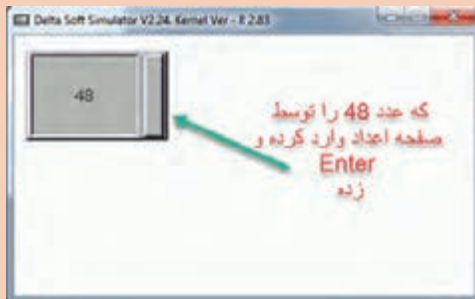 Delta Soft Simulator V2.24, Kernel Ver - R 2.83
48
که عدد 48 را توسط
صفحه اعداد وارد کرده و
Enter
زده